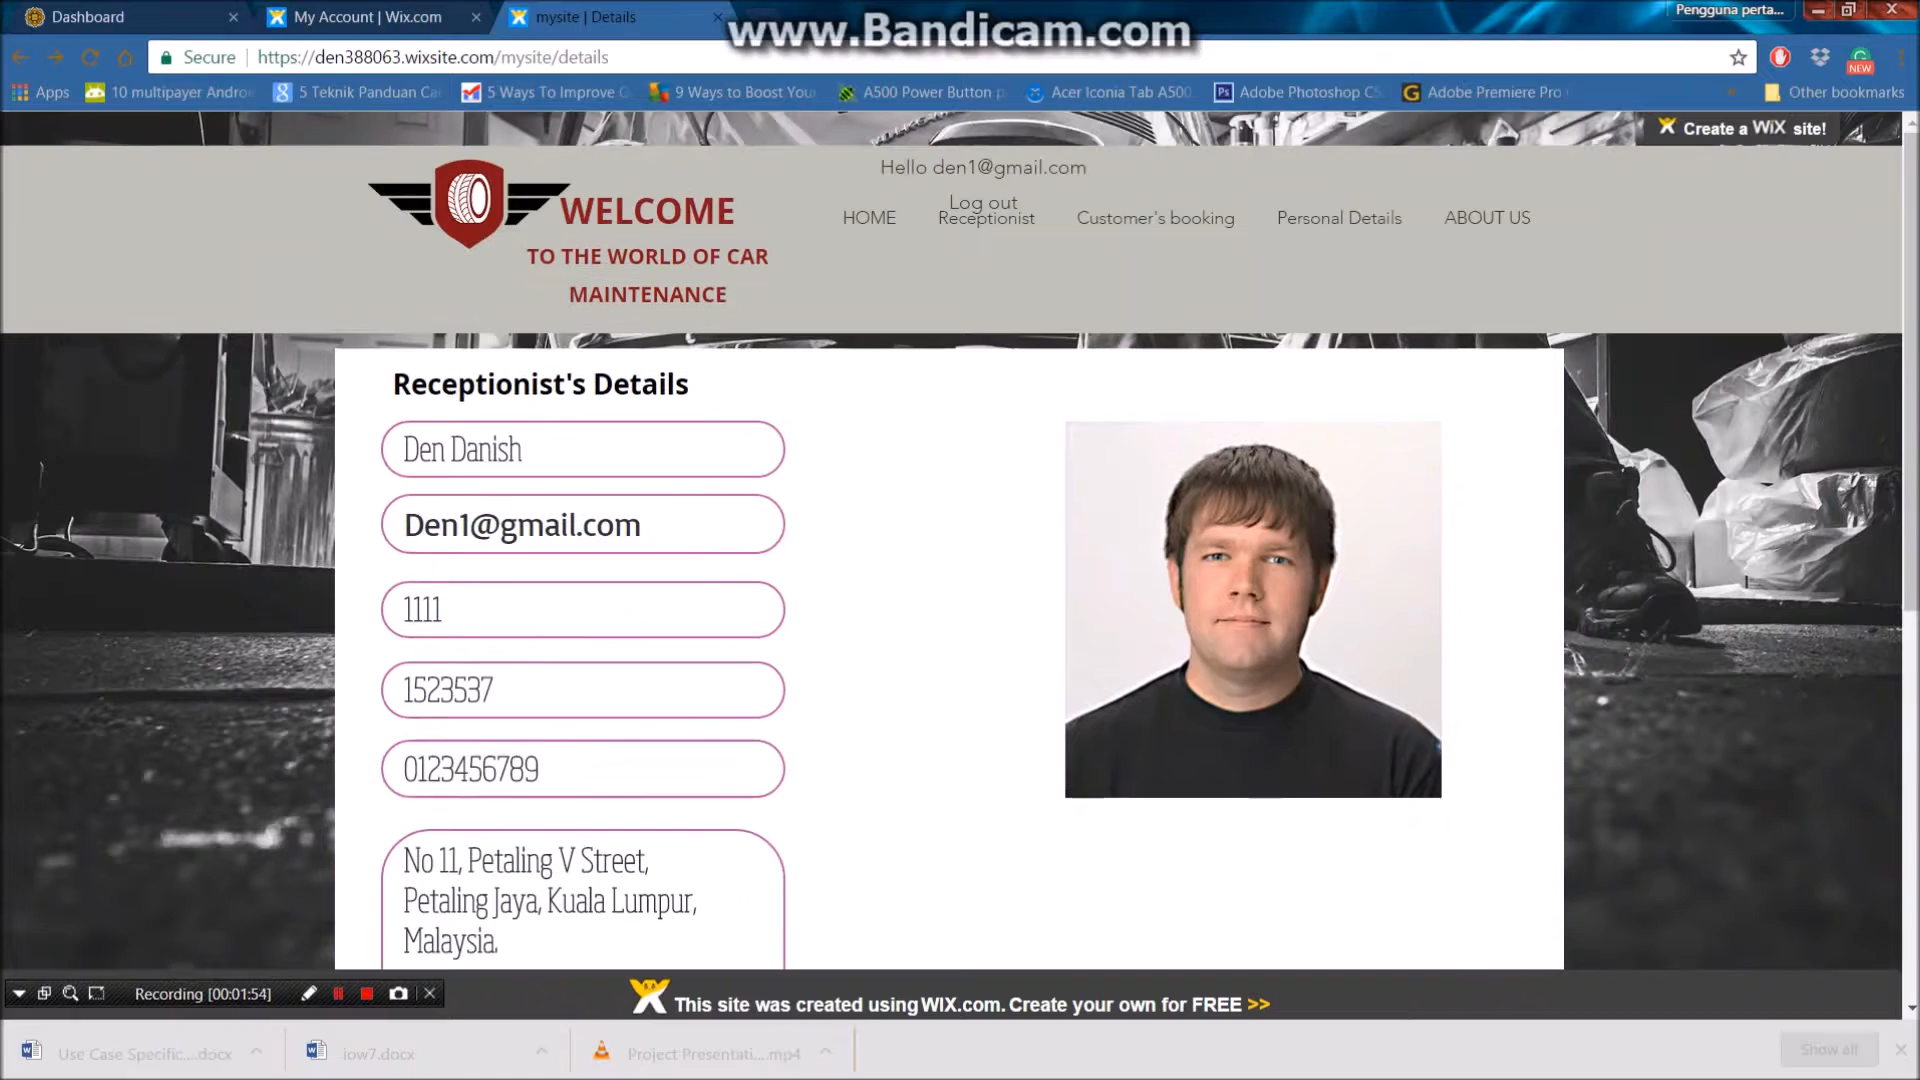 Dashboard
My Account | Wix.com
mysite | Details
www.Bandicam.com
Pengguna perta...
Secure
https://den388063.wixsite.com/mysite/details
NEW
Apps
10 multipayer Andro
5 Teknik Panduan Ca
5 Ways To Improve G
9 Ways to Boost Your
A500 Power Button p
Acer Iconia Tab A500
Ps
Adobe Photoshop CS
Adobe Premiere Pro
Other bookmarks
Create a WiX site!
Hello den1@gmail.com
Log out
WELCOME
TO THE WORLD OF CAR
MAINTENANCE
HOME
Receptionist
Customer's booking
Personal Details
ABOUT US
Receptionist's Details
Den Danish
Den1@gmail.com
1111
1523537
0123456789
No 11, Petaling V Street,
Petaling Jaya, Kuala Lumpur,
Malaysia.
Recording [00:01:54]
This site was created using WIX.com. Create your own for FREE >>
Use Case Specific....docx
iow7.docx
Project Presentati....mp4
Show all